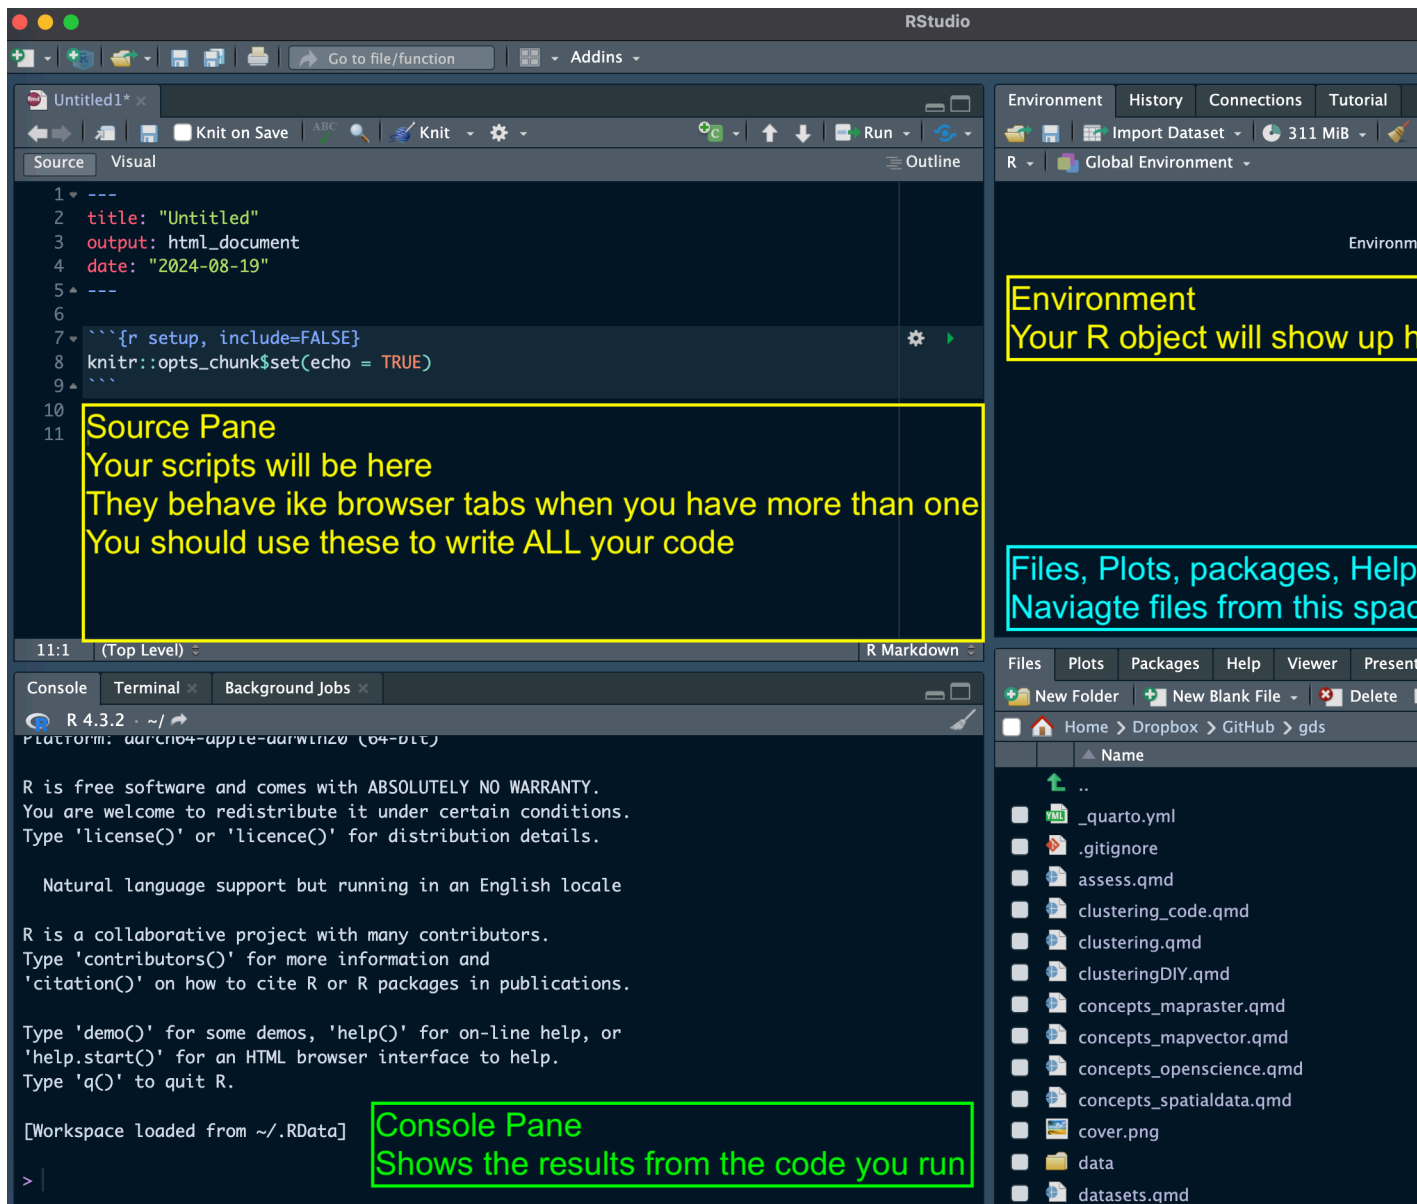 RStudio
Go to file/function
Addins
Untitled1*
Knit on Save
ABC
Knit
Run
Source
Visual
Outline
1 ---
2 title: "Untitled"
3 output: html_document
4 date: "2024-08-19"
5 ---
6
7 ```{r setup, include=FALSE}
8 knitr::opts_chunk$set(echo = TRUE)
9 ```
10
11
Source Pane
Your scripts will be here
They behave ike browser tabs when you have more than one
You should use these to write ALL your code
11:1 (Top Level) R Markdown
Console Terminal Background Jobs
R 4.3.2 · ~/
Platform: aarch64-apple-darwin20 (64-bit)
R is free software and comes with ABSOLUTELY NO WARRANTY.
You are welcome to redistribute it under certain conditions.
Type 'license()' or 'licence()' for distribution details.
Natural language support but running in an English locale
R is a collaborative project with many contributors.
Type 'contributors()' for more information and
'citation()' on how to cite R or R packages in publications.
Type 'demo()' for some demos, 'help()' for on-line help, or
'help.start()' for an HTML browser interface to help.
Type 'q()' to quit R.
[Workspace loaded from ~/.RData]
>
Console Pane
Shows the results from the code you run
Environment History Connections Tutorial
Import Dataset 311 MiB
R Global Environment
Environm
Environment
Your R object will show up h
Files, Plots, packages, Help
Naviagte files from this spac
Files Plots Packages Help Viewer Present
New Folder New Blank File Delete
Home Dropbox GitHub gds
Name
..
YML _quarto.yml
.gitignore
assess.qmd
clustering_code.qmd
clustering.qmd
clusteringDIY.qmd
concepts_mapraster.qmd
concepts_mapvector.qmd
concepts_openscience.qmd
concepts_spatialdata.qmd
cover.png
data
datasets.qmd